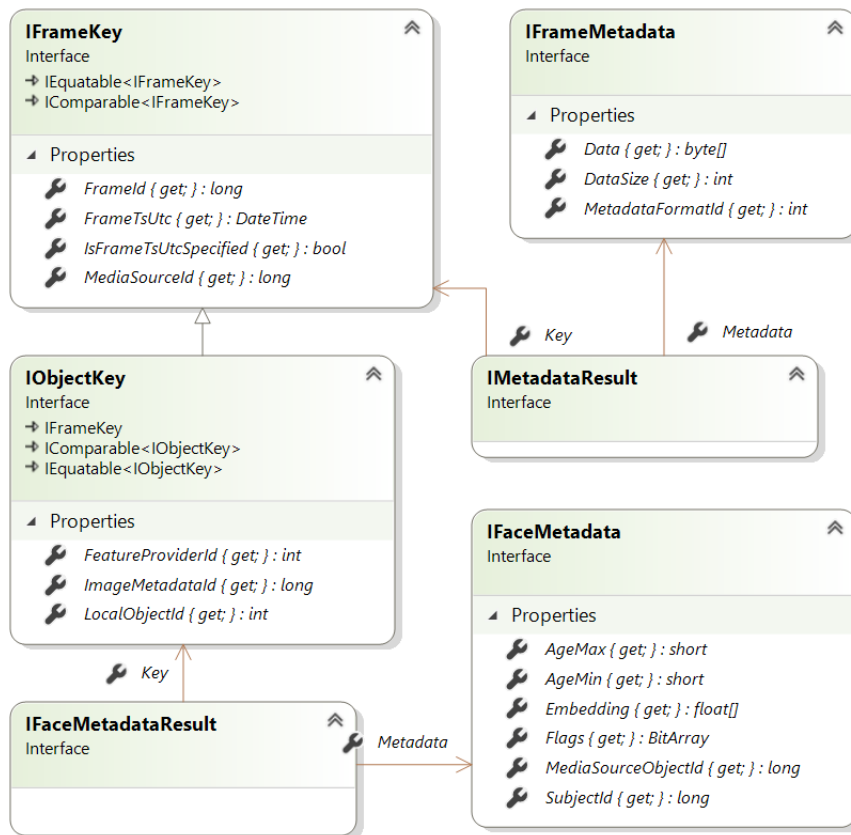 IFrameKey
Interface
IEquatable<IFrameKey>
IComparable<IFrameKey>
Properties
FrameId { get; } : long
FrameTsUtc { get; } : DateTime
IsFrameTsUtcSpecified { get; } : bool
MediaSourceId { get; } : long
IFrameMetadata
Interface
Properties
Data { get; } : byte[]
DataSize { get; } : int
MetadataFormatId { get; } : int
Key
Metadata
IObjectKey
Interface
IFrameKey
IComparable<IObjectKey>
IEquatable<IObjectKey>
Properties
FeatureProviderId { get; } : int
ImageMetadataId { get; } : long
LocalObjectId { get; } : int
IMetadataResult
Interface
IFaceMetadata
Interface
Properties
AgeMax { get; } : short
AgeMin { get; } : short
Embedding { get; } : float[]
Flags { get; } : BitArray
MediaSourceObjectId { get; } : long
SubjectId { get; } : long
Key
IFaceMetadataResult
Interface
Metadata